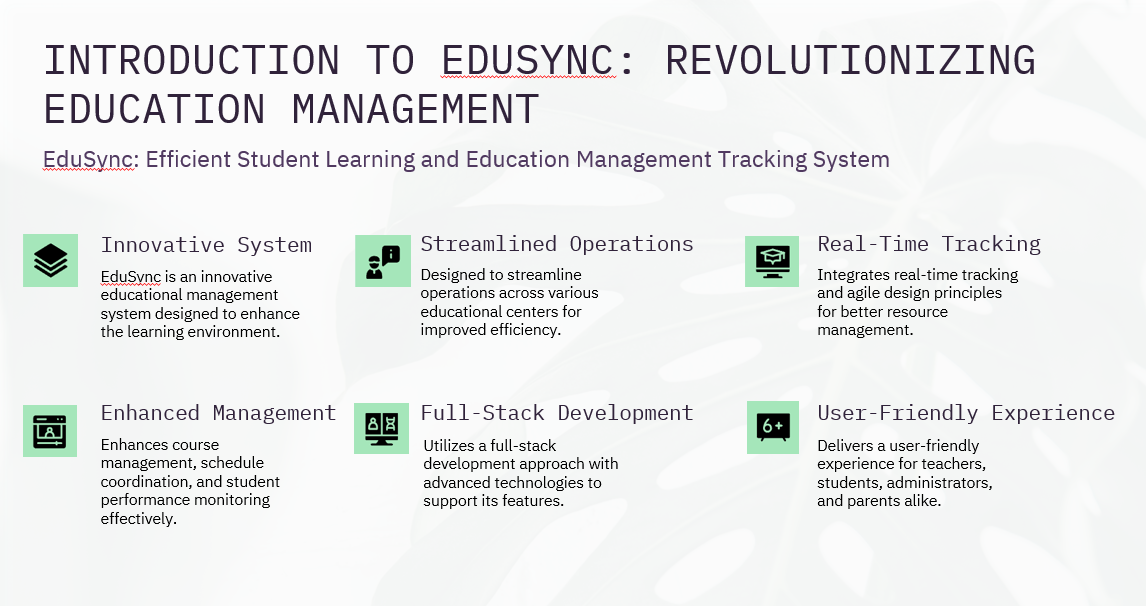 INTRODUCTION TO EDUSYNC: REVOLUTIONIZING
EDUCATION MANAGEMENT
EduSync: Efficient Student Learning and Education Management Tracking System
Innovative System
EduSync is an innovative
educational management
system designed to enhance
the learning environment.
i
Streamlined Operations
Designed to streamline
operations across various
educational centers for
improved efficiency.
Real-Time Tracking
Integrates real-time tracking
and agile design principles
for better resource
management.
Enhanced Management
Enhances course
management, schedule
coordination, and student
performance monitoring
effectively.
Full-Stack Development
Utilizes a full-stack
development approach with
advanced technologies to
support its features.
6+
User-Friendly Experience
Delivers a user-friendly
experience for teachers,
students, administrators,
and parents alike.